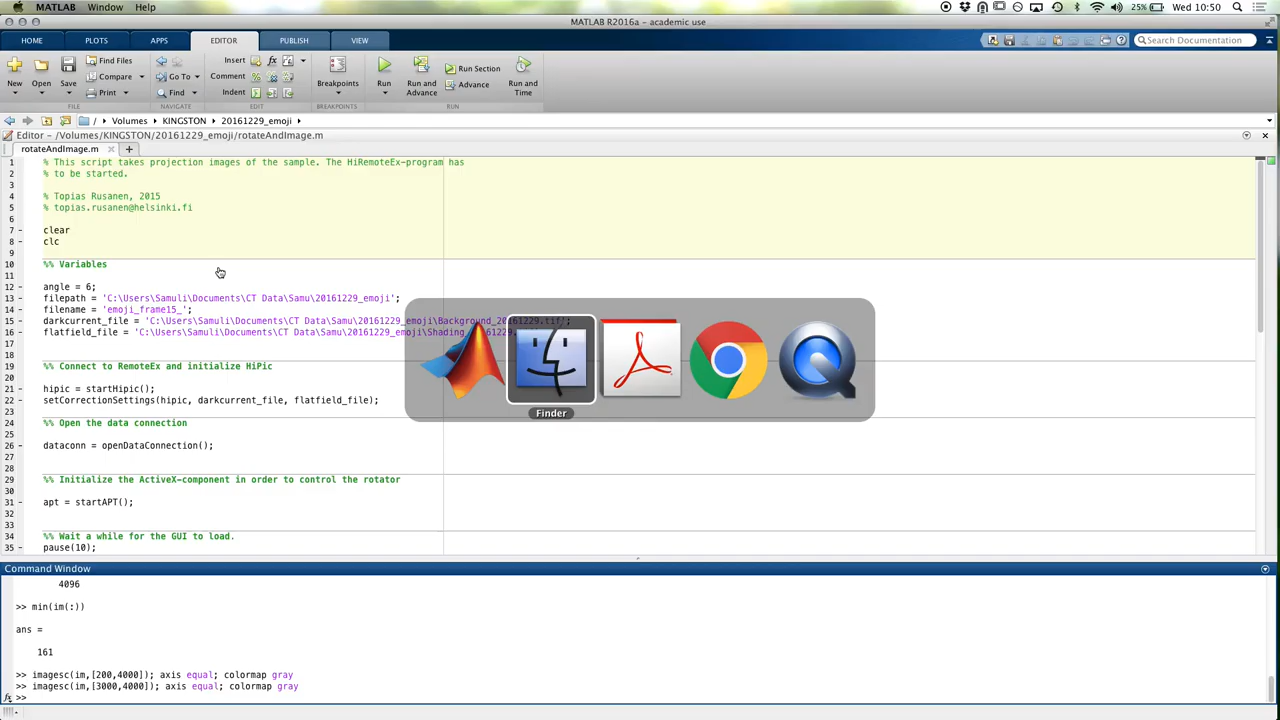 MATLAB Window Help 25% Wed 10:50
MATLAB R2016a - academic use
HOME PLOTS APPS EDITOR PUBLISH VIEW Search Documentation
New Open Save Find Files Compare Print Go To Find Insert Comment Indent fx Breakpoints Run Run and Advance Run Section Advance Run and Time
FILE NAVIGATE EDIT BREAKPOINTS RUN
/ Volumes KINGSTON 20161229_emoji
Editor - /Volumes/KINGSTON/20161229_emoji/rotateAndImage.m
rotateAndImage.m
1 % This script takes projection images of the sample. The HiRemoteEx-program has
2 % to be started.
3
4 % Topias Rusanen, 2015
5 % topias.rusanen@helsinki.fi
6
7 clear
8 clc
9
10 %% Variables
11
12 angle = 6;
13 filepath = 'C:\Users\Samuli\Documents\CT Data\Samu\20161229_emoji';
14 filename = 'emoji_frame15_';
15 darkcurrent_file = 'C:\Users\Samuli\Documents\CT Data\Samu\20161229_emoji\Background_20161229.tif';
16 flatfield_file = 'C:\Users\Samuli\Documents\CT Data\Samu\20161229_emoji\Shading_20161229.
17
18
19 %% Connect to RemoteEx and initialize HiPic
20
21 hipic = startHipic();
22 setCorrectionSettings(hipic, darkcurrent_file, flatfield_file);
23
24 %% Open the data connection
25
26 dataconn = openDataConnection();
27
28
29 %% Initialize the ActiveX-component in order to control the rotator
30
31 apt = startAPT();
32
33
34 %% Wait a while for the GUI to load.
35 pause(10);
Finder
Command Window
4096
>> min(im(:))
ans =
161
>> imagesc(im,[200,4000]); axis equal; colormap gray
>> imagesc(im,[3000,4000]); axis equal; colormap gray
fx >>